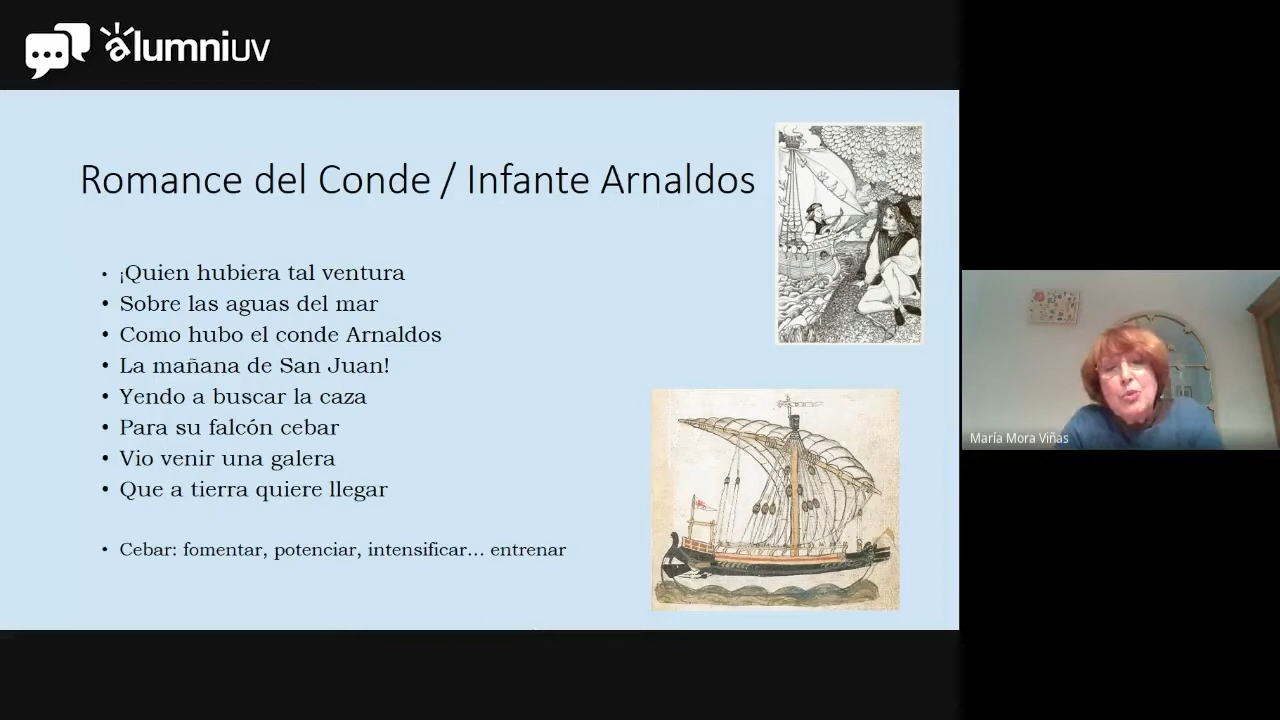 alumniuv
Romance del Conde / Infante Arnaldos
• ¡Quien hubiera tal ventura
• Sobre las aguas del mar
• Como hubo el conde Arnaldos
• La mañana de San Juan!
• Yendo a buscar la caza
• Para su falcón cebar
• Vio venir una galera
• Que a tierra quiere llegar
• Cebar: fomentar, potenciar, intensificar... entrenar
María Mora Viñas